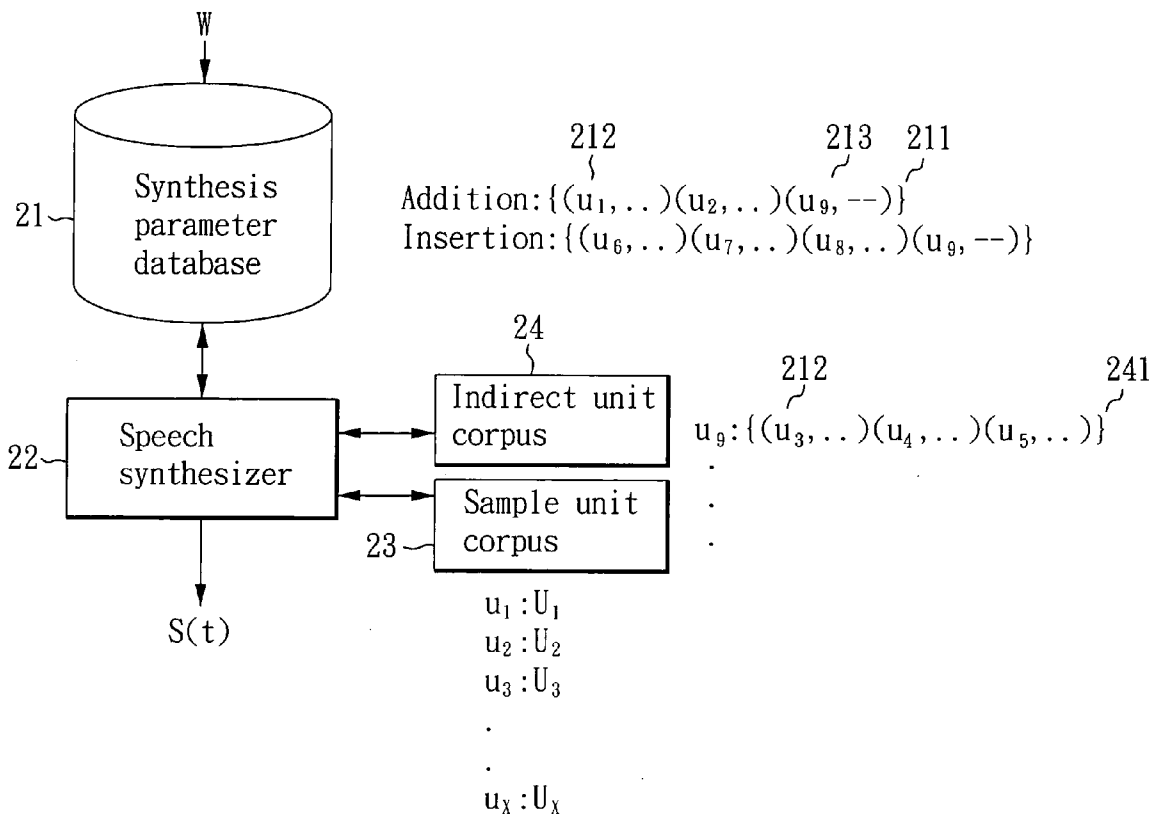 W
212
213
211
Synthesis
parameter
database
21
Addition:{(u₁,..)(u₂,..)(u₉,--)}
Insertion:{(u₆,..)(u₇,..)(u₈,..)(u₉,--)}
24
212
241
Indirect unit
corpus
u₉:{(u₃,..)(u₄,..)(u₅,..)}
.
.
.
Speech
synthesizer
22
Sample unit
corpus
23
u₁:U₁
u₂:U₂
u₃:U₃
.
.
uₓ:Uₓ
S(t)